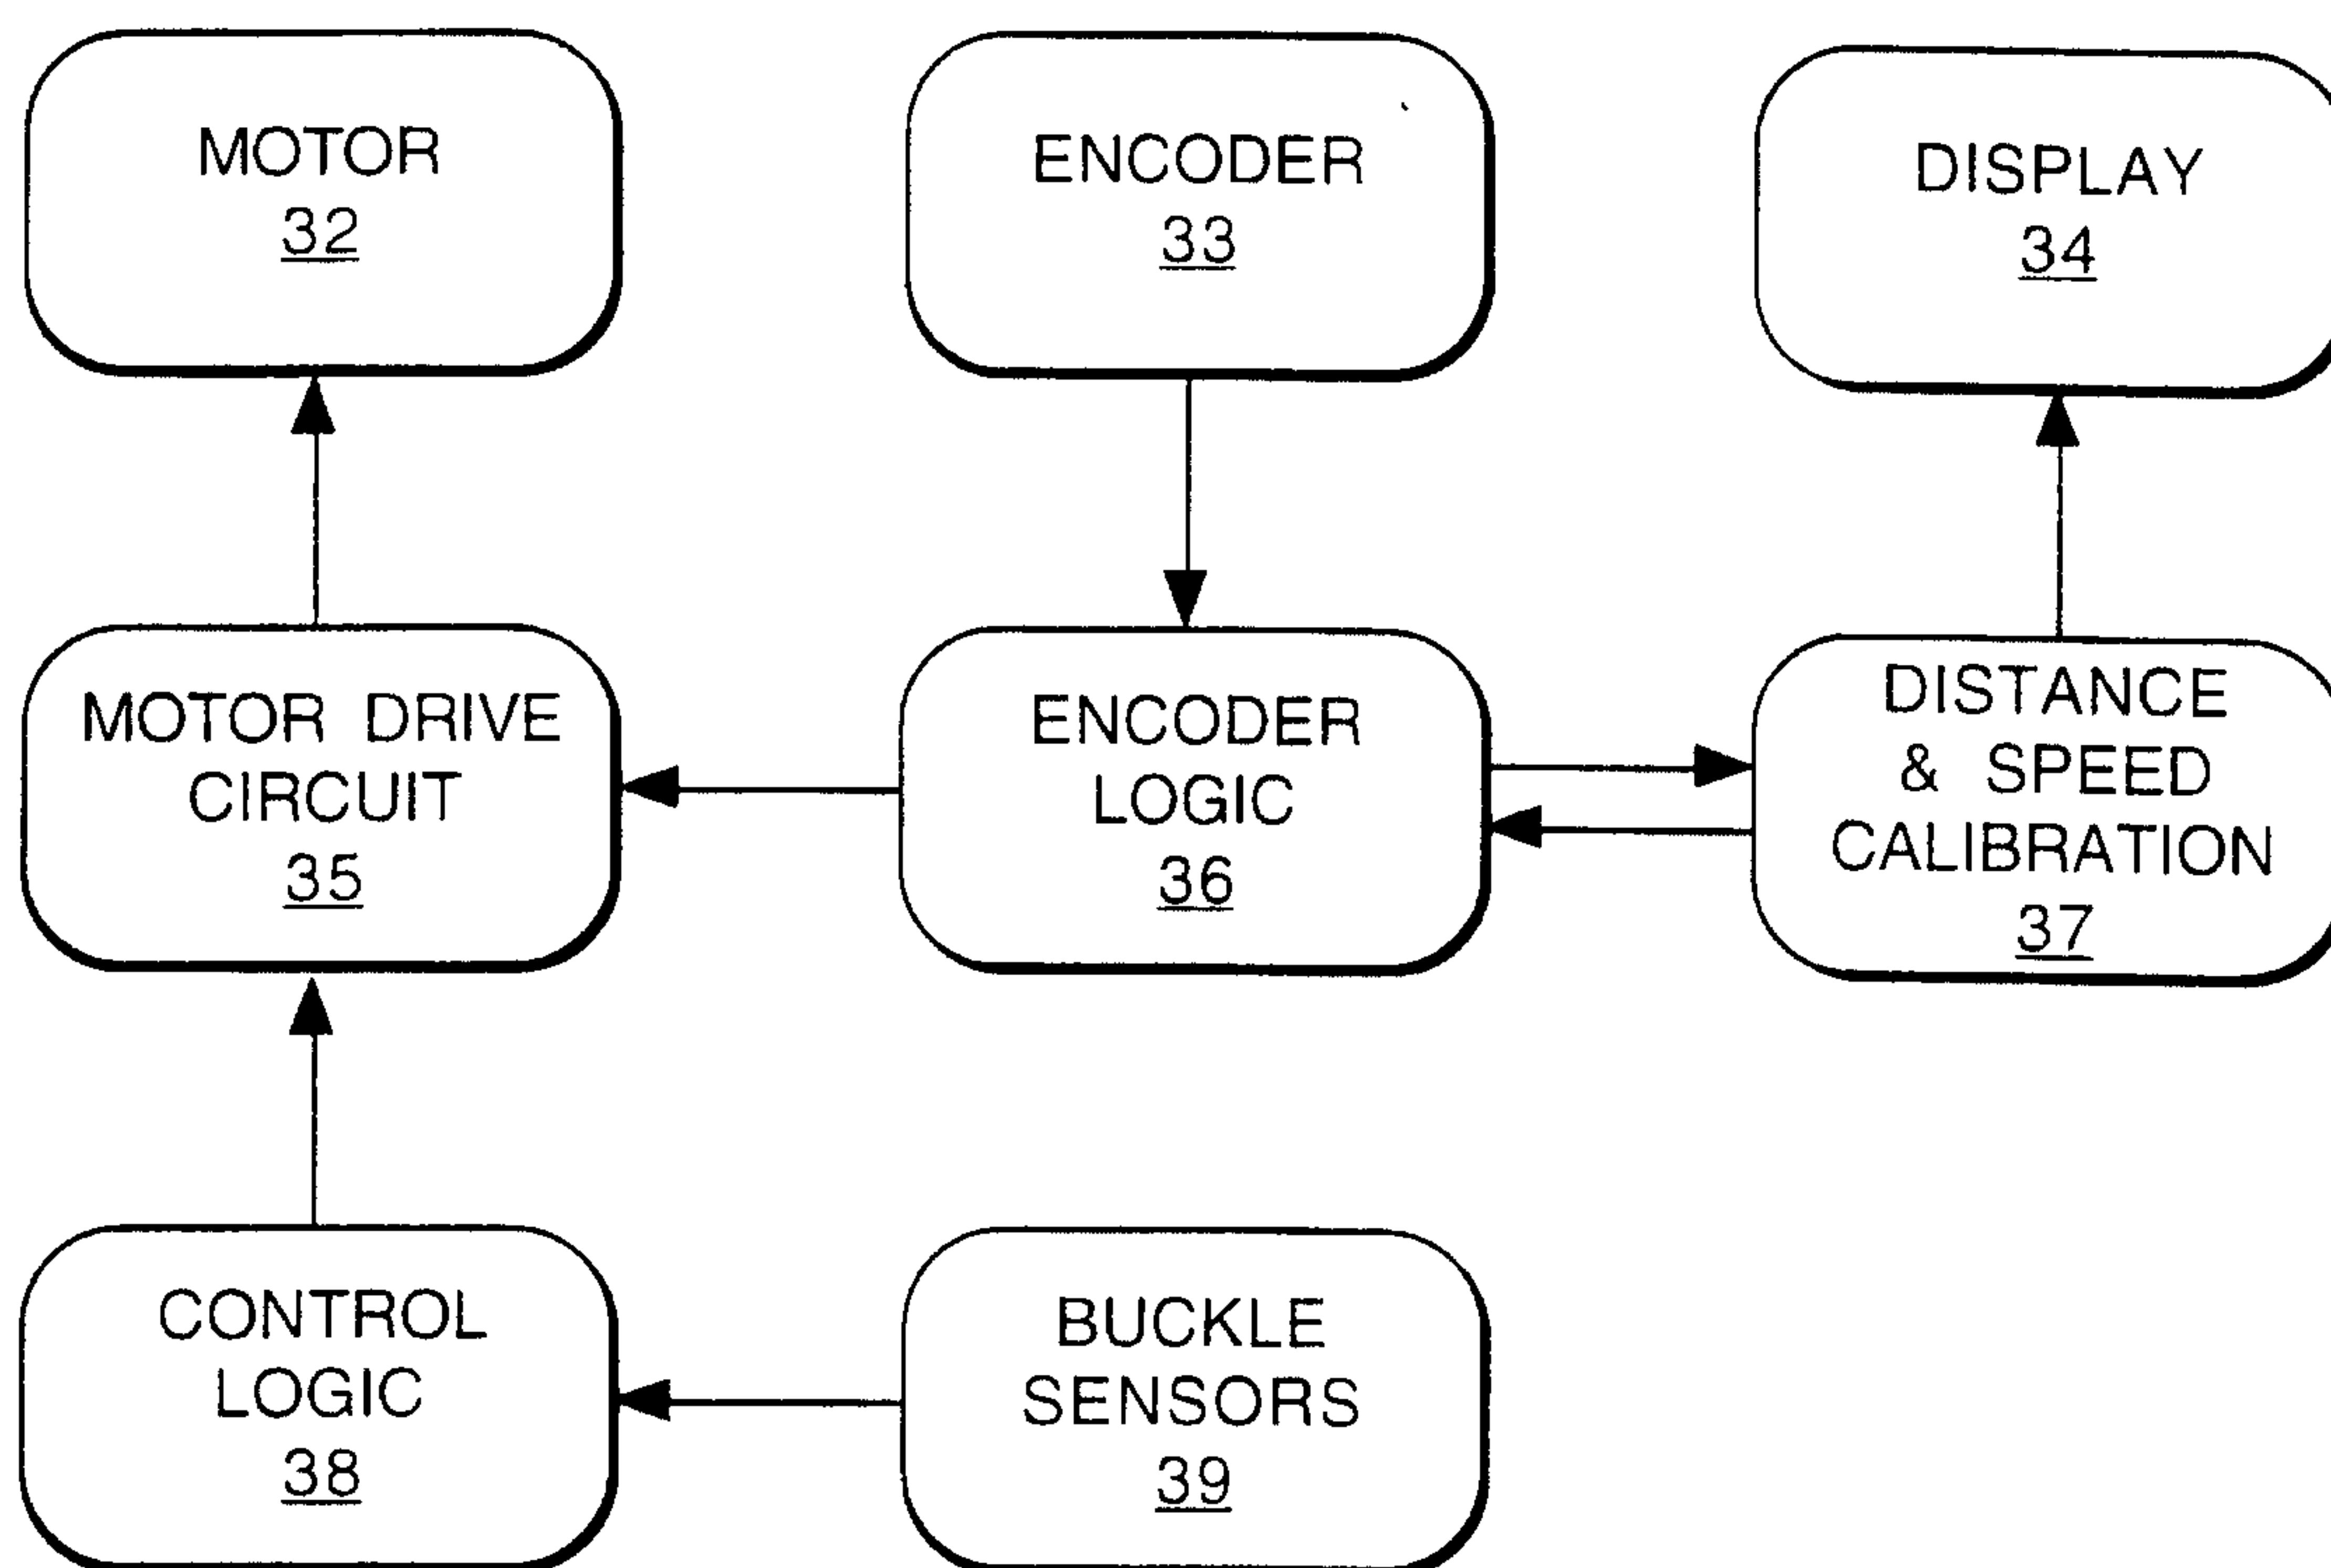 MOTOR
32
ENCODER
33
DISPLAY
34
MOTOR DRIVE
CIRCUIT
35
ENCODER
LOGIC
36
DISTANCE
& SPEED
CALIBRATION
37
CONTROL
LOGIC
38
BUCKLE
SENSORS
39